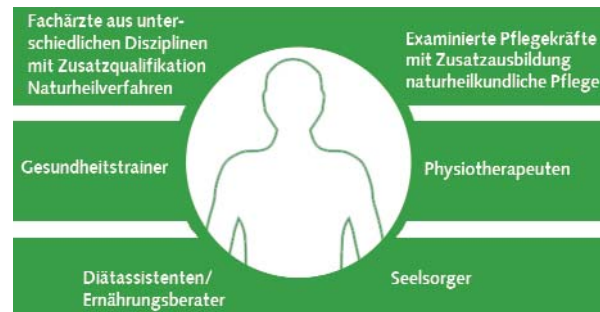 Fachärzte aus unter-
schiedlichen Disziplinen
mit Zusatzqualifikation
Naturheilverfahren
Examinierte Pflegekräfte
mit Zusatzausbildung
naturheilkundliche Pflege
Gesundheitstrainer
Physiotherapeuten
Diätassistenten/
Ernährungsberater
Seelsorger